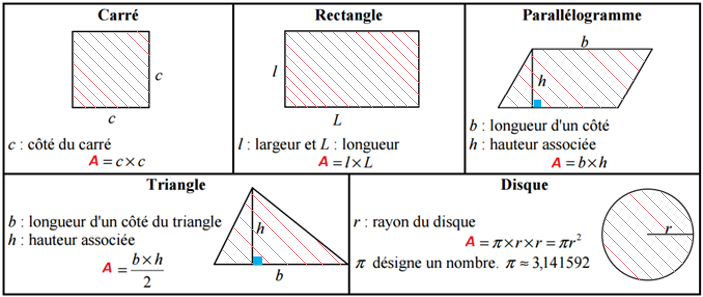 Carré
c
c
c : côté du carré
A = c×c
Rectangle
l
L
l : largeur et L : longueur
A = l×L
Parallélogramme
b
h
b : longueur d'un côté
h : hauteur associée
A = b×h
Triangle
b : longueur d'un côté du triangle
h : hauteur associée
A = b×h / 2
h
b
Disque
r : rayon du disque
A = π×r×r = πr²
π désigne un nombre. π ≈ 3,141592
r